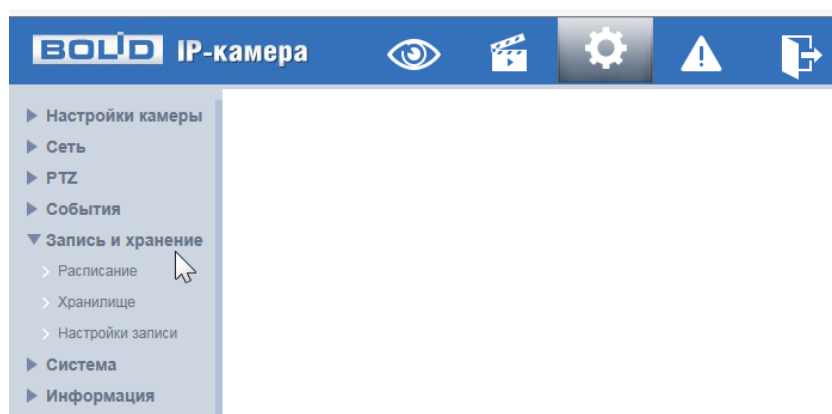 BOLID IP-камера
Настройки камеры
Сеть
PTZ
События
Запись и хранение
Расписание
Хранилище
Настройки записи
Система
Информация